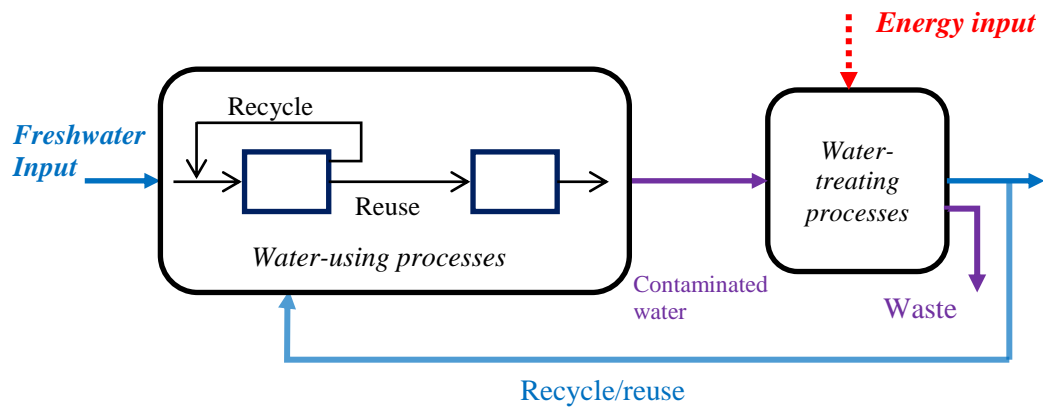 Energy input
Recycle
Freshwater
Input
Water-
treating
processes
Reuse
Water-using processes
Contaminated
water
Waste
Recycle/reuse